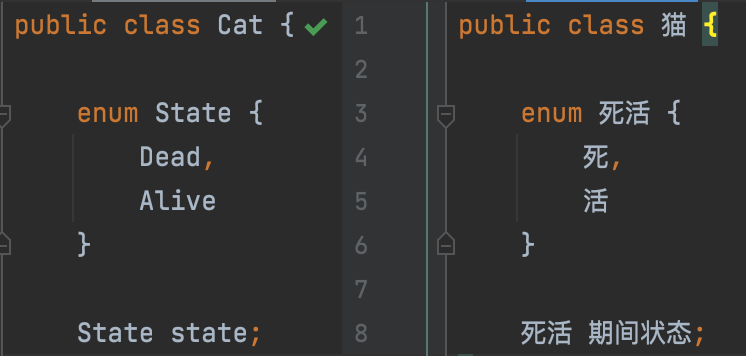 public class Cat {
enum State {
Dead,
Alive
}
State state;
1
2
3
4
5
6
7
8
public class 猫 {
enum 死活 {
死,
活
}
死活 期间状态;